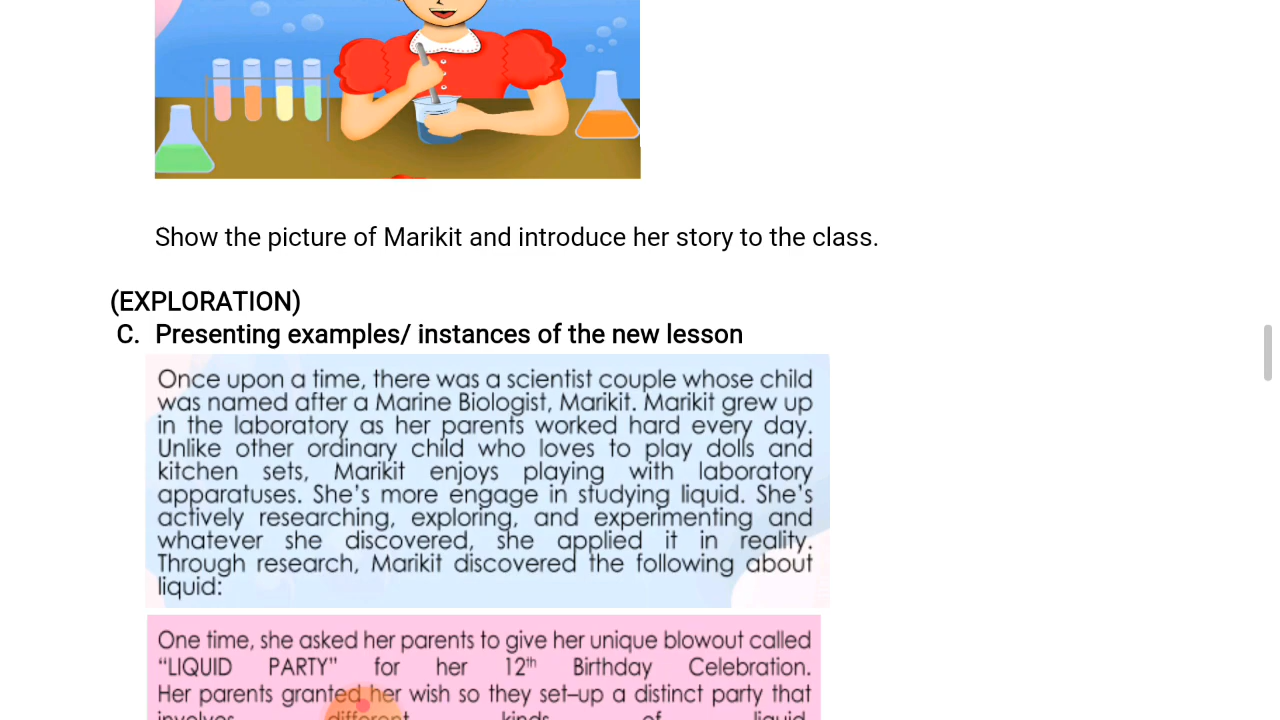 Show the picture of Marikit and introduce her story to the class.
(EXPLORATION)
C. Presenting examples/ instances of the new lesson
Once upon a time, there was a scientist couple whose child
was named after a Marine Biologist, Marikit. Marikit grew up
in the laboratory as her parents worked hard every day.
Unlike other ordinary child who loves to play dolls and
kitchen sets, Marikit enjoys playing with laboratory
apparatuses. She's more engage in studying liquid. She's
actively researching, exploring, and experimenting and
whatever she discovered, she applied it in reality.
Through research, Marikit discovered the following about
liquid:
One time, she asked her parents to give her unique blowout called
“LIQUID PARTY” for her 12th Birthday Celebration.
Her parents granted her wish so they set-up a distinct party that
involves different kinds of liquid.